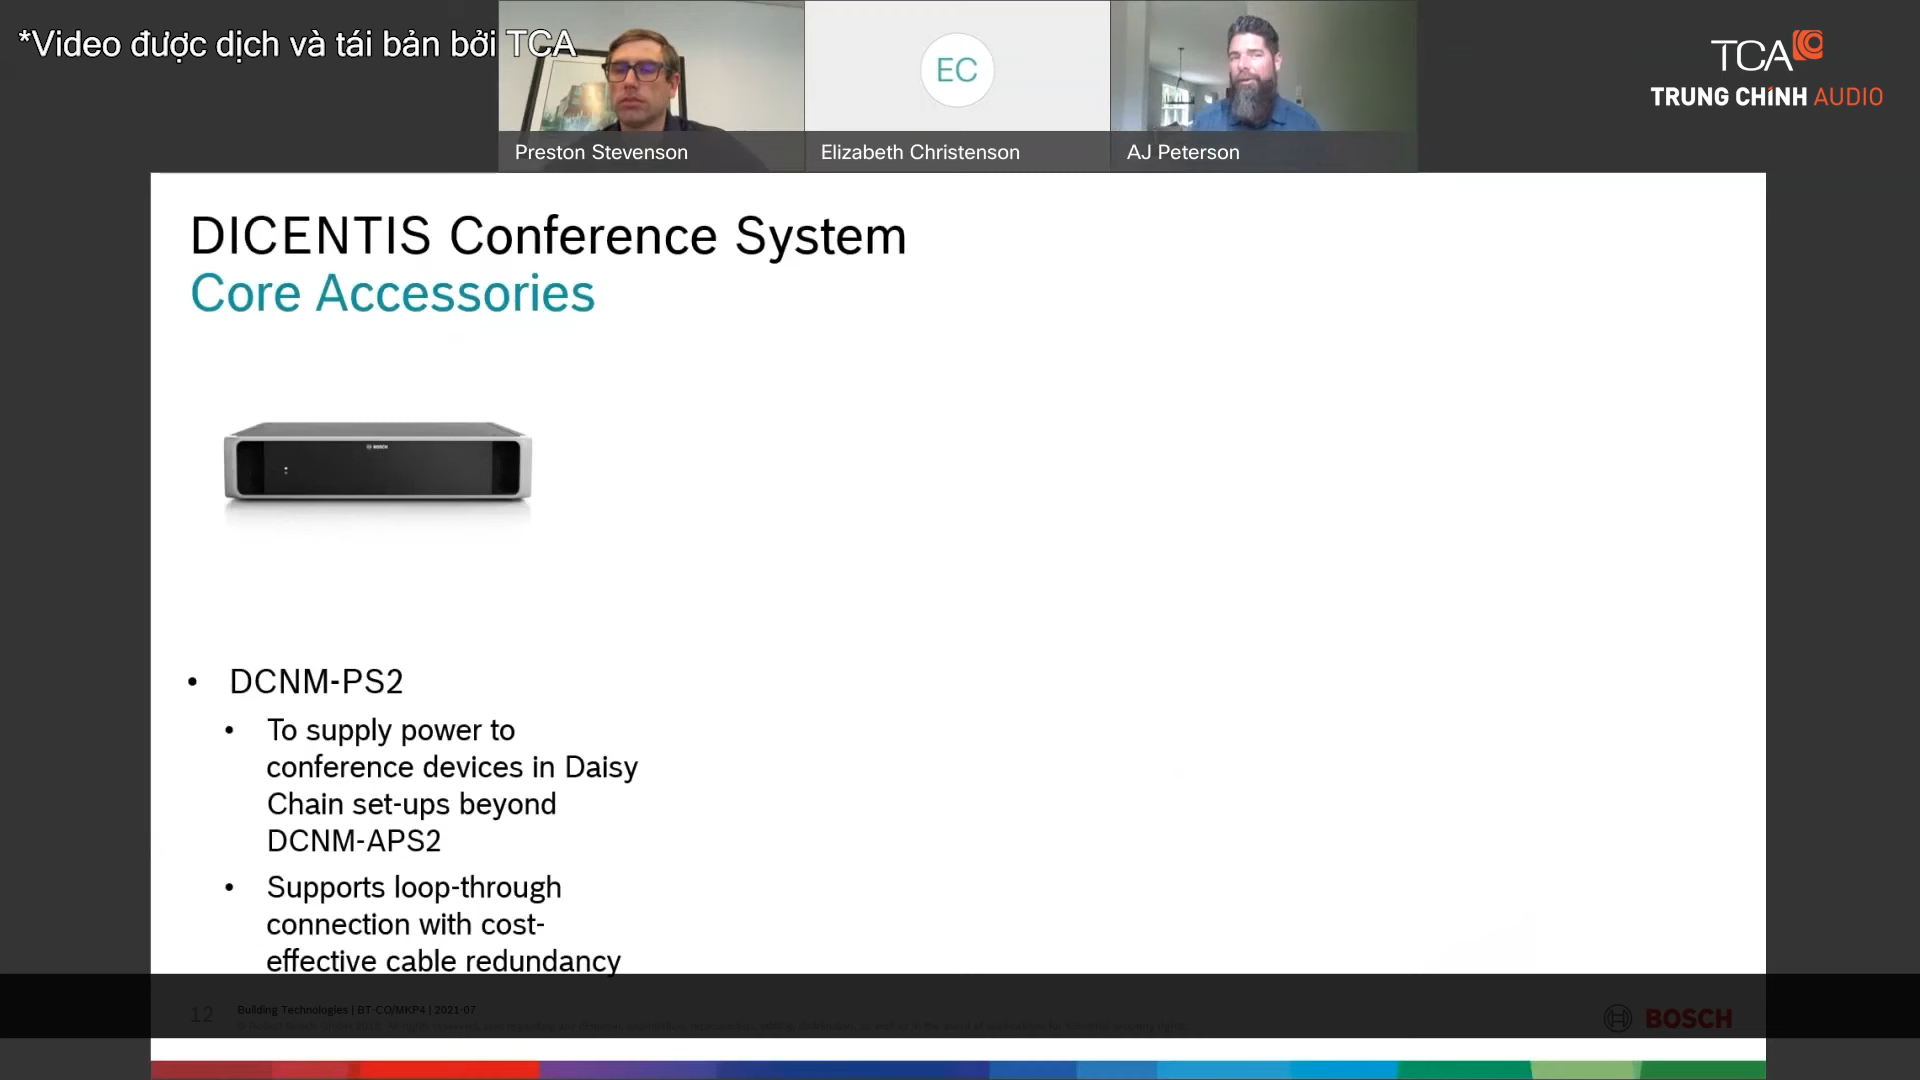 *Video được dịch và tái bản bởi TCA
EC
TCA
TRUNG CHÍNH AUDIO
Preston Stevenson
Elizabeth Christenson
AJ Peterson
DICENTIS Conference System
Core Accessories
BOSCH
• DCNM-PS2
• To supply power to
conference devices in Daisy
Chain set-ups beyond
DCNM-APS2
• Supports loop-through
connection with cost-
effective cable redundancy
12
Building Technologies | BT-CO/MKP4 | 2021-07
BOSCH